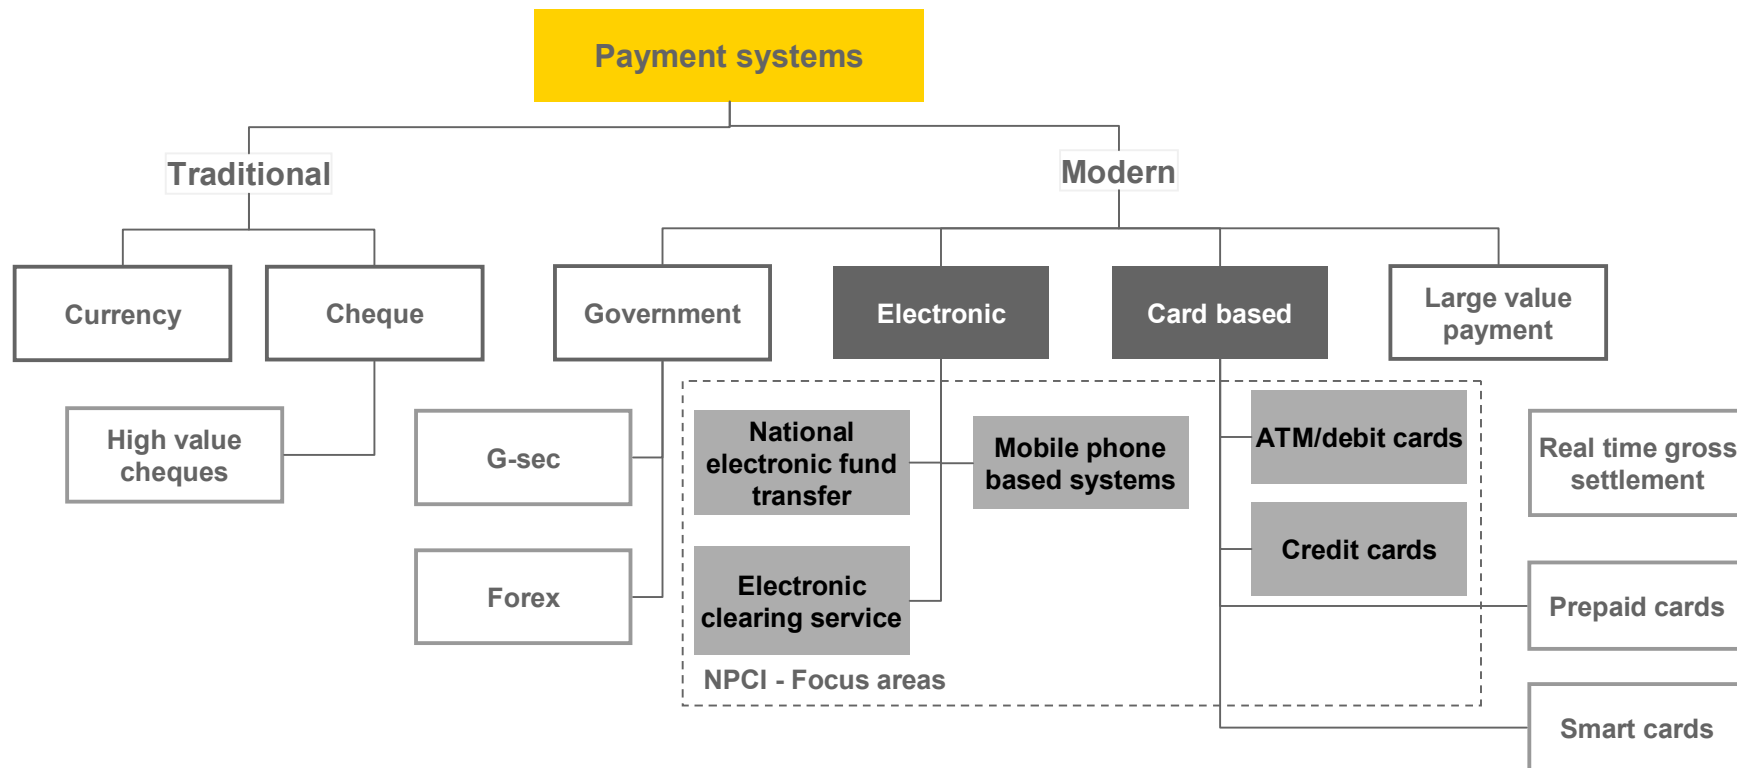 Payment systems
Traditional
Modern
Currency
Cheque
Government
Electronic
Card based
Large value
payment
High value
cheques
G-sec
National
electronic fund
transfer
Mobile phone
based systems
ATM/debit cards
Real time gross
settlement
Credit cards
Forex
Electronic
clearing service
Prepaid cards
NPCI - Focus areas
Smart cards